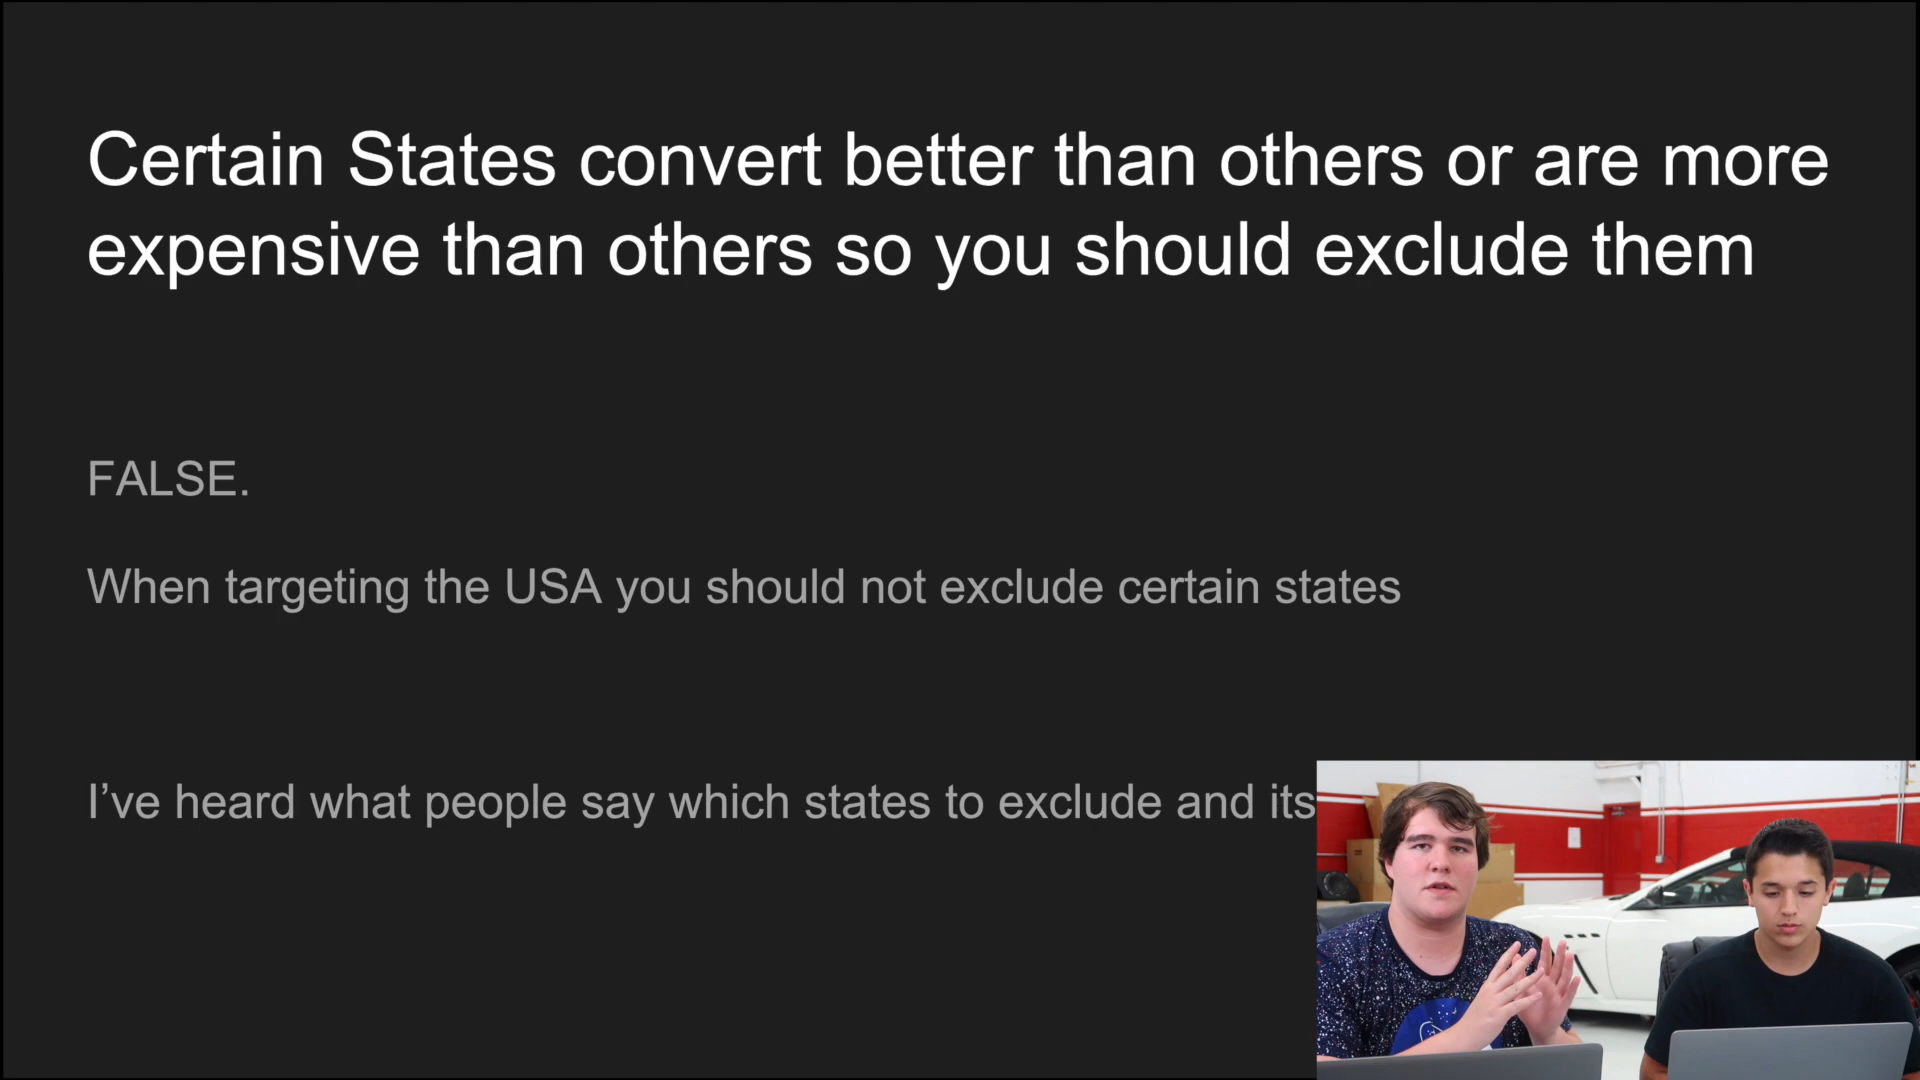 Certain States convert better than others or are more
expensive than others so you should exclude them
FALSE.
When targeting the USA you should not exclude certain states
I’ve heard what people say which states to exclude and its